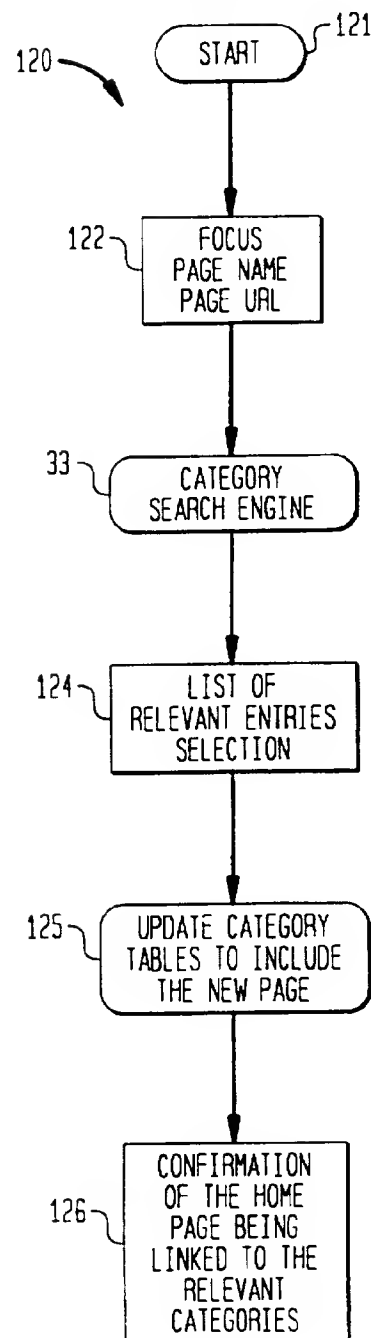 START
121
120
122
FOCUS
PAGE NAME
PAGE URL
33
CATEGORY
SEARCH ENGINE
124
LIST OF
RELEVANT ENTRIES
SELECTION
125
UPDATE CATEGORY
TABLES TO INCLUDE
THE NEW PAGE
126
CONFIRMATION
OF THE HOME
PAGE BEING
LINKED TO THE
RELEVANT
CATEGORIES